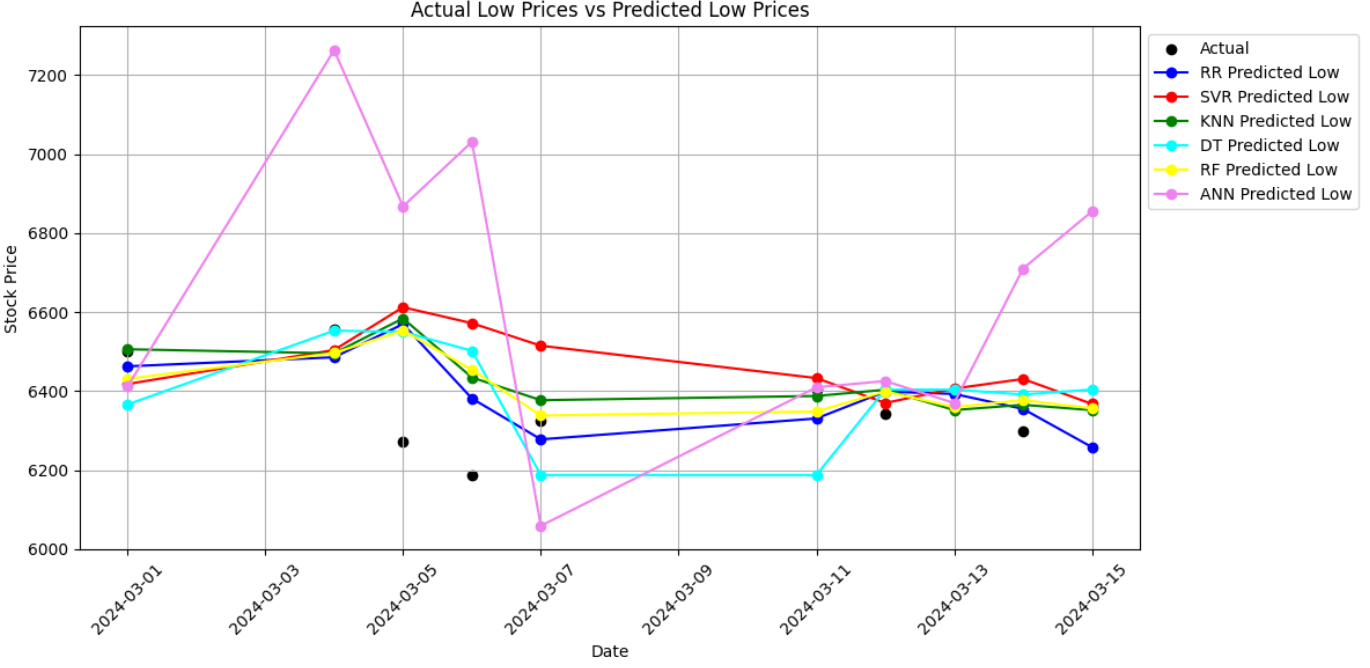 Actual Low Prices vs Predicted Low Prices
Actual
RR Predicted Low
SVR Predicted Low
KNN Predicted Low
DT Predicted Low
RF Predicted Low
ANN Predicted Low
Stock Price
7200
7000
6800
6600
6400
6200
6000
2024-03-01
2024-03-03
2024-03-05
2024-03-07
2024-03-09
2024-03-11
2024-03-13
2024-03-15
Date